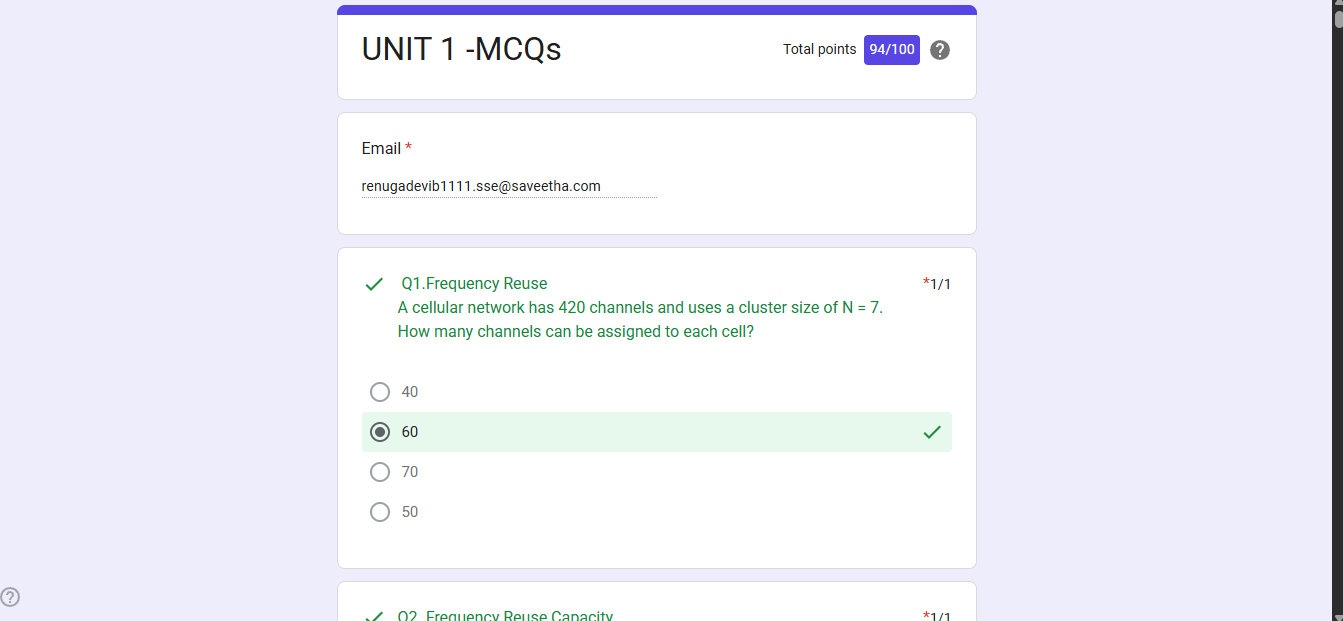 UNIT 1 -MCQs
Total points 94/100
Email *
renugadevib1111.sse@saveetha.com
Q1.Frequency Reuse *1/1
A cellular network has 420 channels and uses a cluster size of N = 7.
How many channels can be assigned to each cell?
40
60
70
50
Q2. Frequency Reuse Capacity *1/1